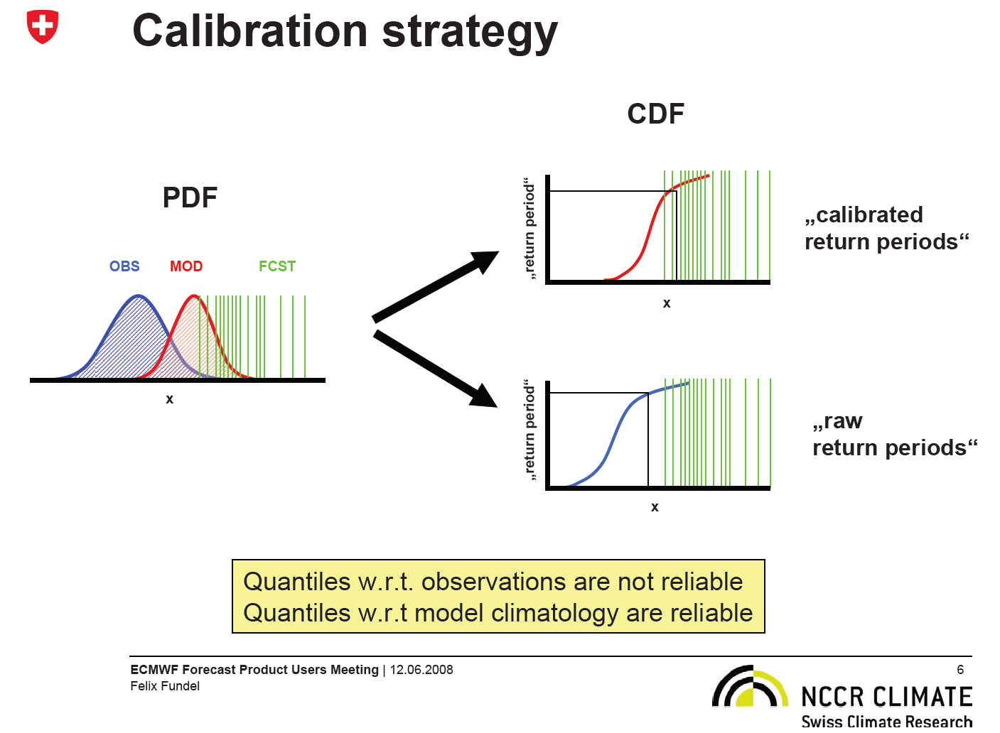 Calibration strategy
CDF
PDF
OBS MOD FCST
x
„return period“
x
„calibrated
return periods“
„return period“
x
„raw
return periods“
Quantiles w.r.t. observations are not reliable
Quantiles w.r.t model climatology are reliable
ECMWF Forecast Product Users Meeting | 12.06.2008
Felix Fundel
6
NCCR CLIMATE
Swiss Climate Research